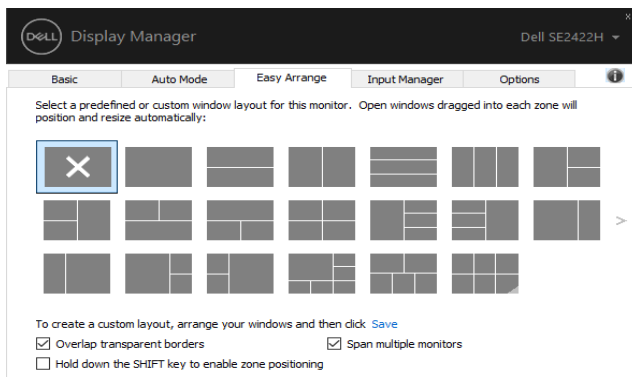 DELL Display Manager
Dell SE2422H
Basic Auto Mode Easy Arrange Input Manager Options
Select a predefined or custom window layout for this monitor. Open windows dragged into each zone will
position and resize automatically:
To create a custom layout, arrange your windows and then click Save
Overlap transparent borders Span multiple monitors
Hold down the SHIFT key to enable zone positioning